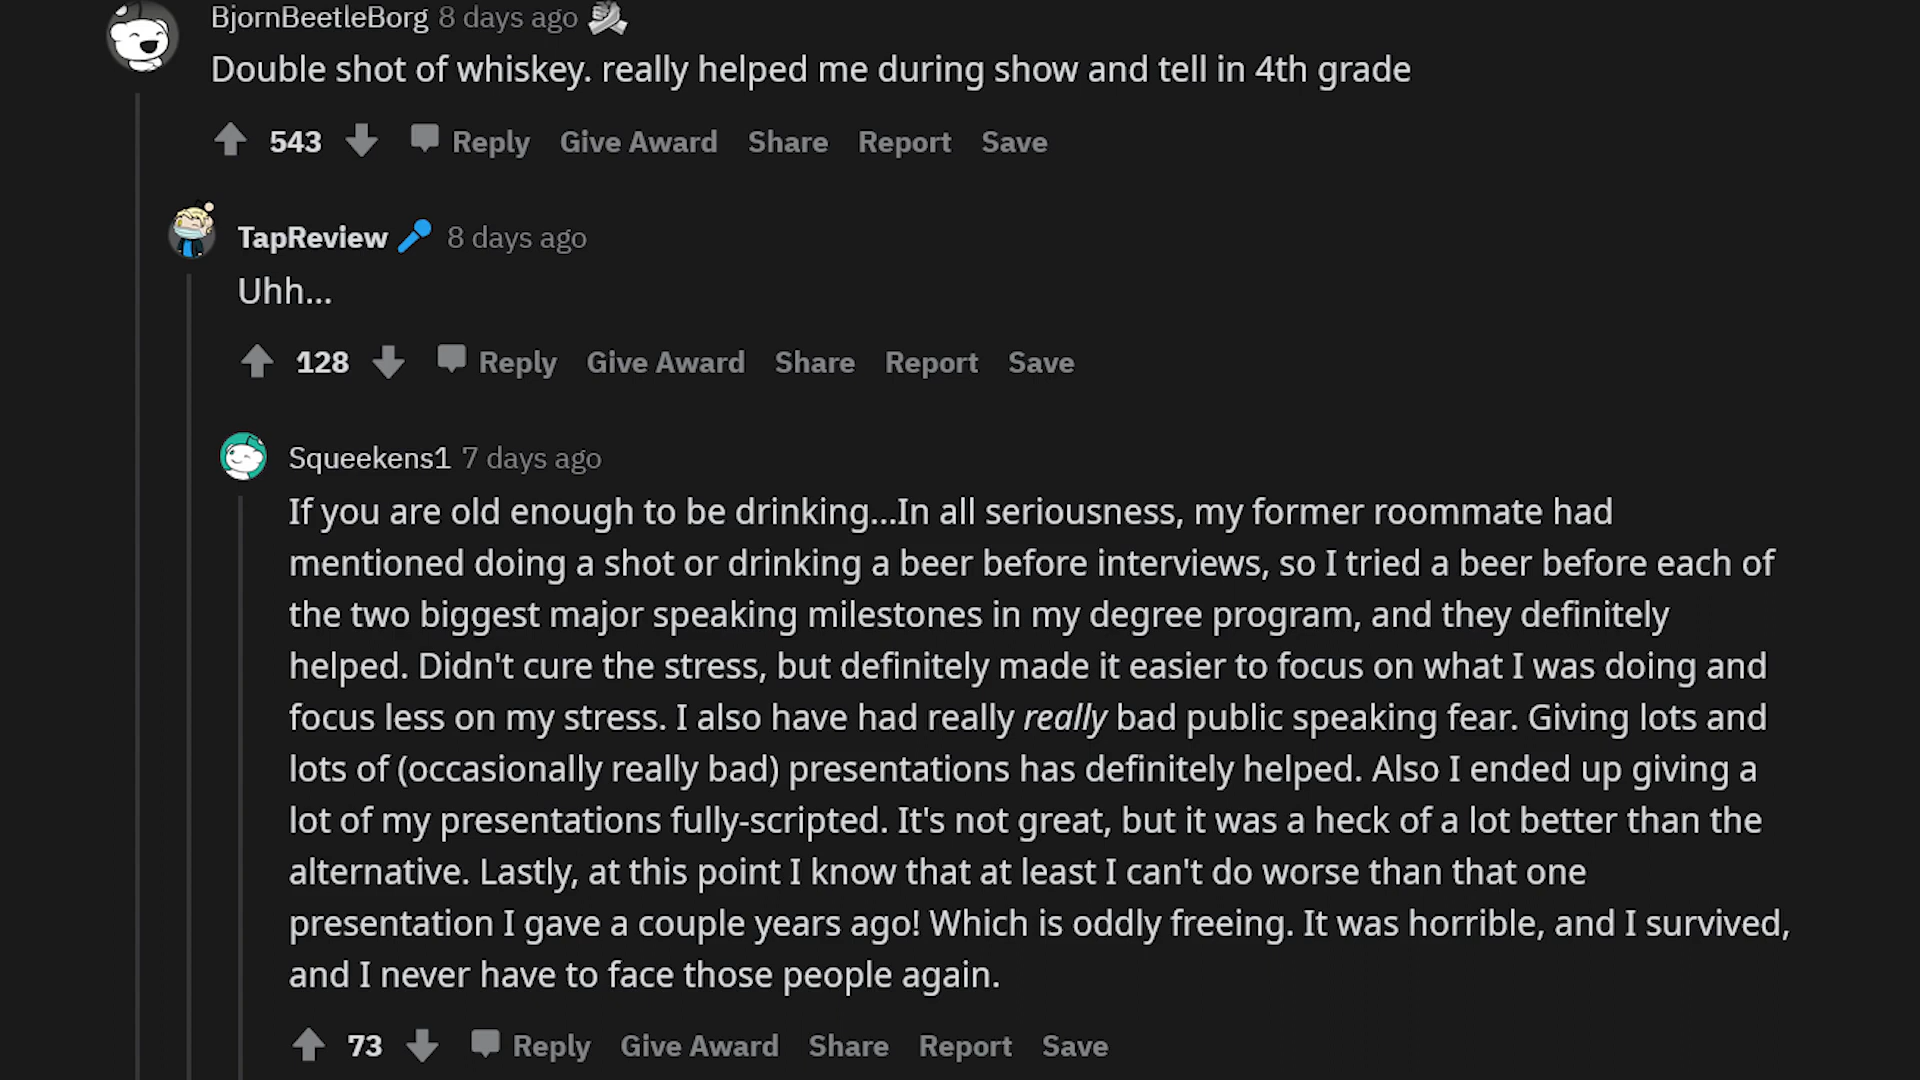 BjornBeetleBorg 8 days ago
Double shot of whiskey. really helped me during show and tell in 4th grade
543 Reply Give Award Share Report Save
TapReview 8 days ago
Uhh...
128 Reply Give Award Share Report Save
Squeekens1 7 days ago
If you are old enough to be drinking...In all seriousness, my former roommate had
mentioned doing a shot or drinking a beer before interviews, so I tried a beer before each of
the two biggest major speaking milestones in my degree program, and they definitely
helped. Didn't cure the stress, but definitely made it easier to focus on what I was doing and
focus less on my stress. I also have had really really bad public speaking fear. Giving lots and
lots of (occasionally really bad) presentations has definitely helped. Also I ended up giving a
lot of my presentations fully-scripted. It's not great, but it was a heck of a lot better than the
alternative. Lastly, at this point I know that at least I can't do worse than that one
presentation I gave a couple years ago! Which is oddly freeing. It was horrible, and I survived,
and I never have to face those people again.
73 Reply Give Award Share Report Save